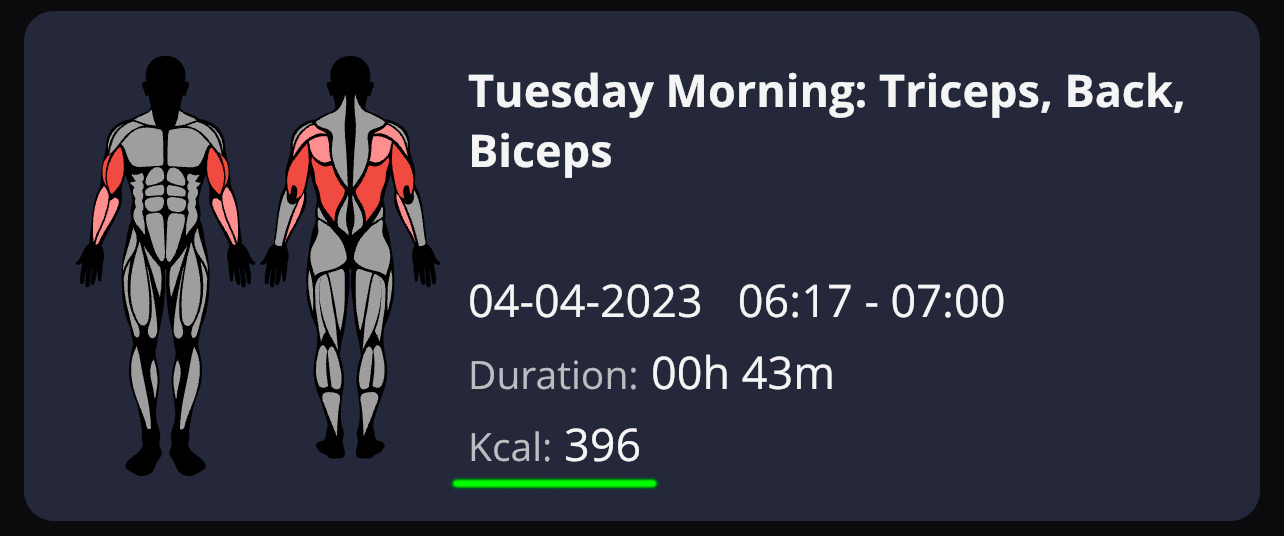 Tuesday Morning: Triceps, Back,
Biceps
04-04-2023 06:17 - 07:00
Duration: 00h 43m
Kcal: 396